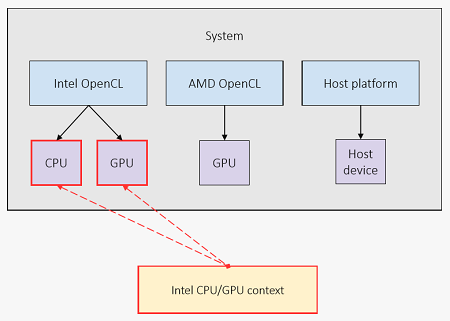 System
Intel OpenCL
AMD OpenCL
Host platform
CPU
GPU
GPU
Host
device
Intel CPU/GPU context